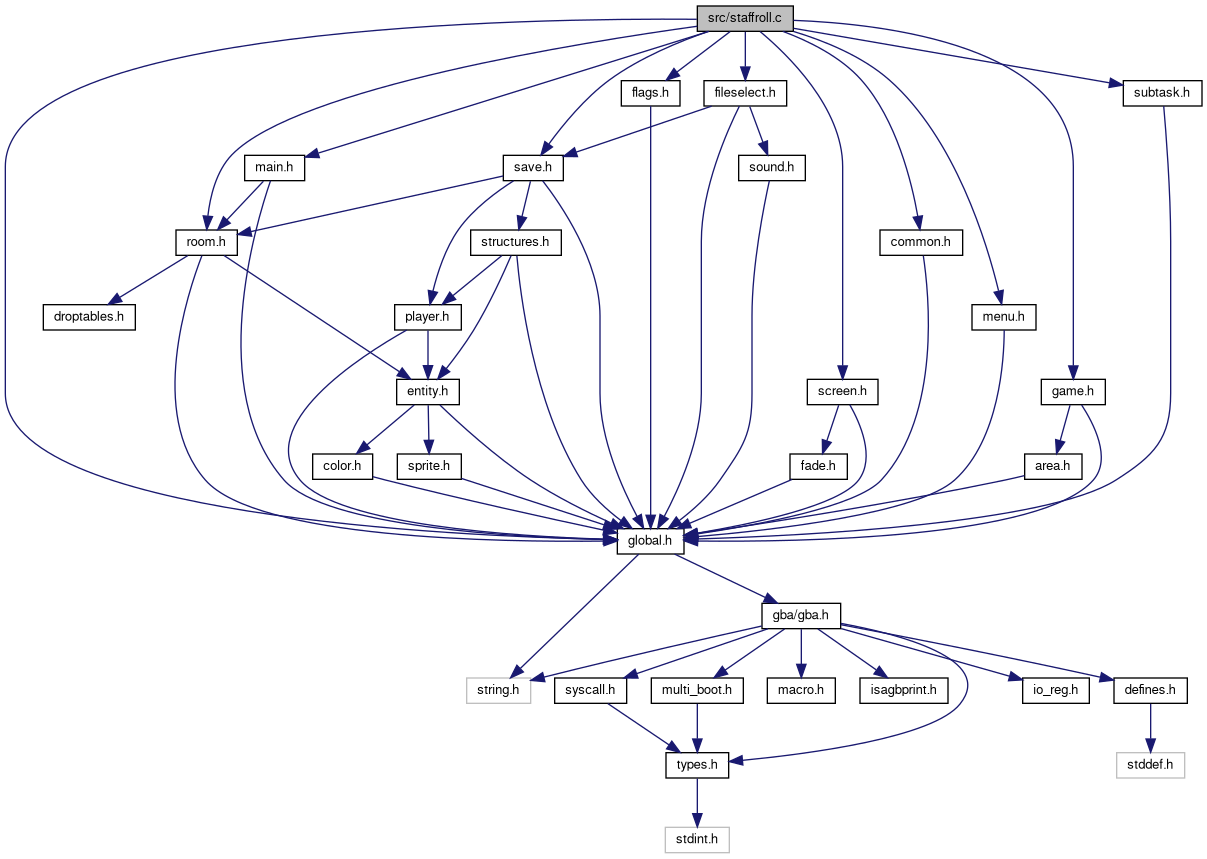 src/staffroll.c
flags.h
fileselect.h
subtask.h
main.h
save.h
sound.h
room.h
structures.h
common.h
droptables.h
player.h
menu.h
entity.h
screen.h
game.h
color.h
sprite.h
fade.h
area.h
global.h
gba/gba.h
string.h
syscall.h
multi_boot.h
macro.h
isagbprint.h
io_reg.h
defines.h
types.h
stddef.h
stdint.h